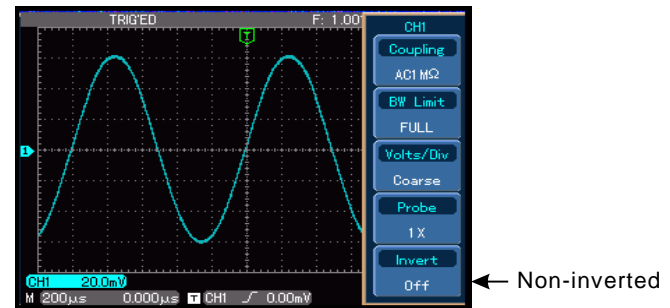 TRIG'ED F: 1.00
T
CH1
Coupling
AC1 MΩ
BW Limit
FULL
1
Volts/Div
Coarse
Probe
1 X
Invert
Off
Non-inverted
CH1 20.0mV
M 200μs 0.000μs T CH1 0.00mV